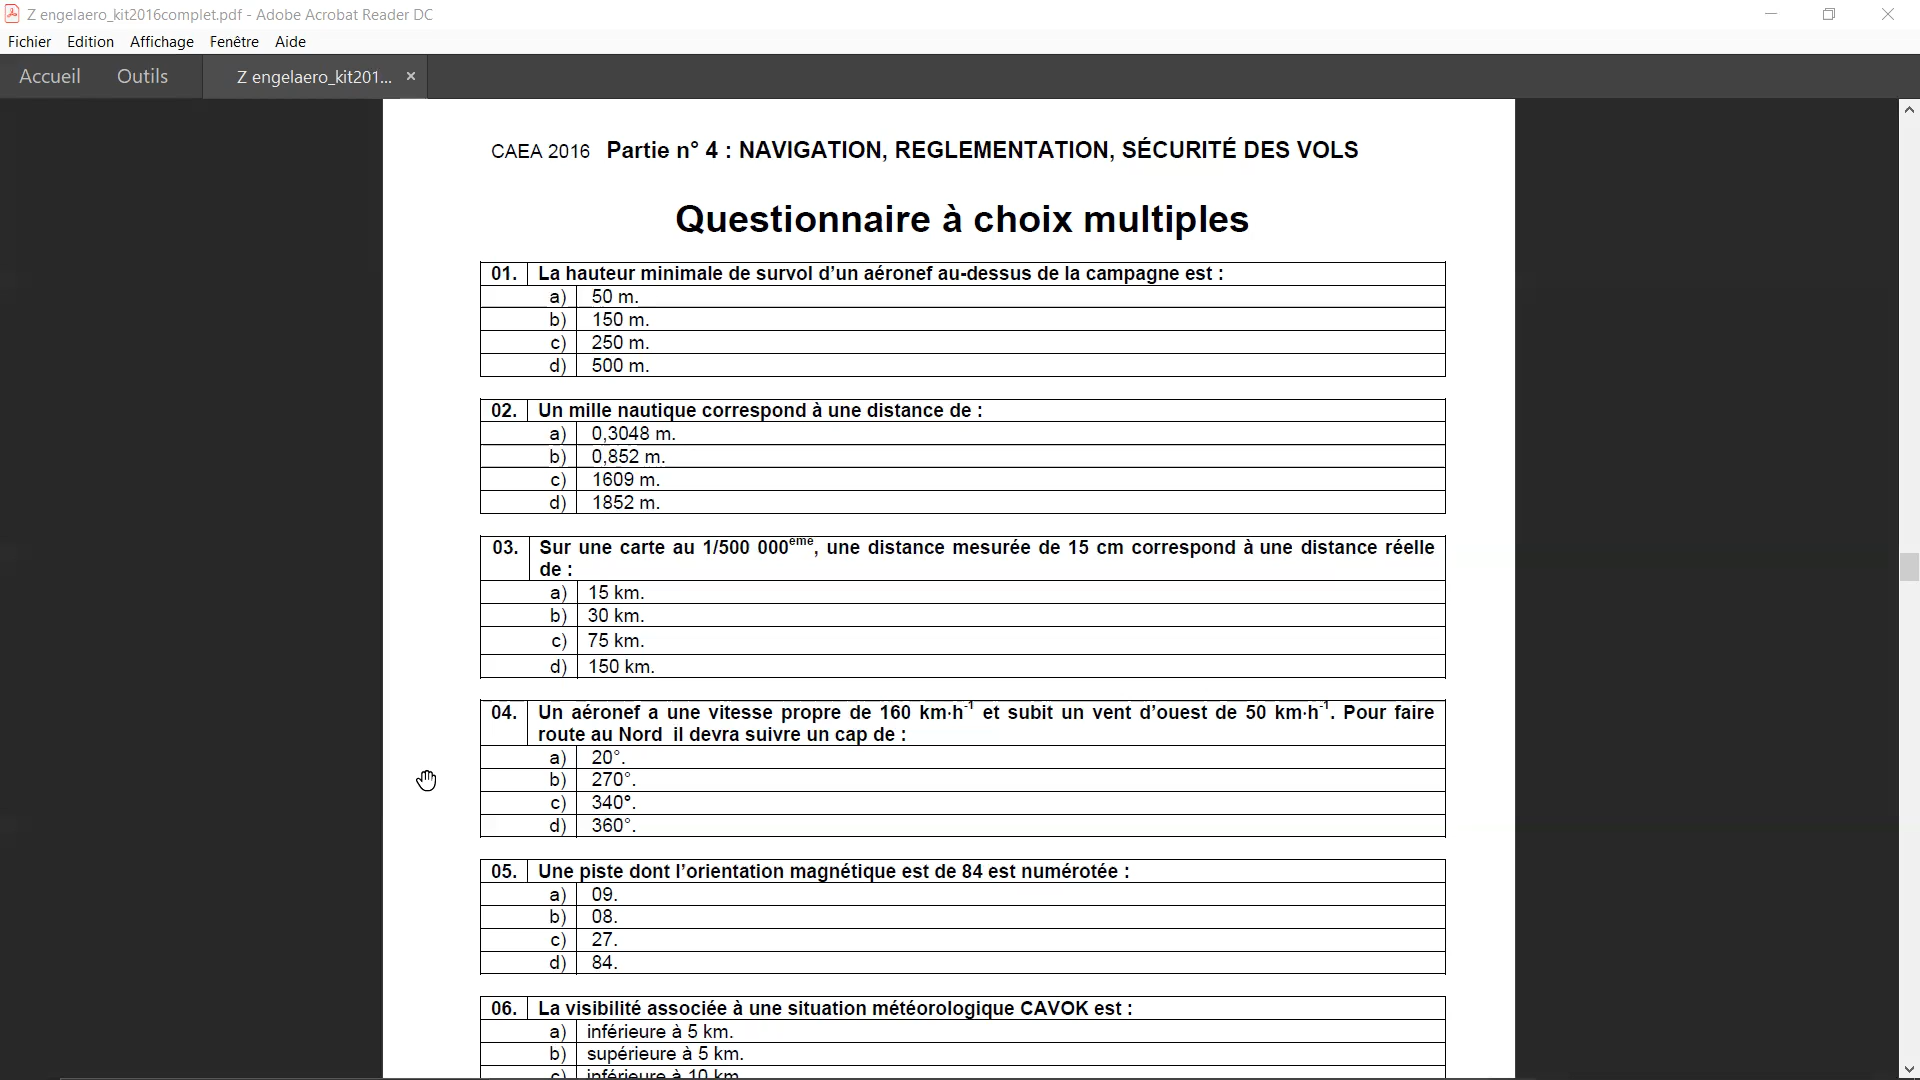 Z engelaero_kit2016complet.pdf - Adobe Acrobat Reader DC
Fichier Edition Affichage Fenêtre Aide
Accueil Outils Z engelaero_kit201... ×
CAEA 2016 Partie n° 4 : NAVIGATION, REGLEMENTATION, SÉCURITÉ DES VOLS
Questionnaire à choix multiples
01. La hauteur minimale de survol d’un aéronef au-dessus de la campagne est :
a) 50 m.
b) 150 m.
c) 250 m.
d) 500 m.
02. Un mille nautique correspond à une distance de :
a) 0,3048 m.
b) 0,852 m.
c) 1609 m.
d) 1852 m.
03. Sur une carte au 1/500 000eme, une distance mesurée de 15 cm correspond à une distance réelle
de :
a) 15 km.
b) 30 km.
c) 75 km.
d) 150 km.
04. Un aéronef a une vitesse propre de 160 km·h-1 et subit un vent d’ouest de 50 km·h-1. Pour faire
route au Nord il devra suivre un cap de :
a) 20°.
b) 270°.
c) 340°.
d) 360°.
05. Une piste dont l’orientation magnétique est de 84 est numérotée :
a) 09.
b) 08.
c) 27.
d) 84.
06. La visibilité associée à une situation météorologique CAVOK est :
a) inférieure à 5 km.
b) supérieure à 5 km.
c) inférieure à 10 km